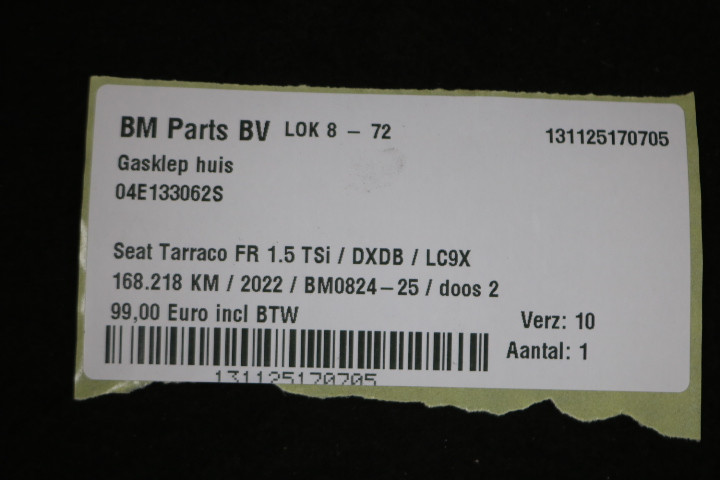 BM Parts BV LOK 8 - 72 131125170705
Gasklep huis
04E133062S
Seat Tarraco FR 1.5 TSi / DXDB / LC9X
168.218 KM / 2022 / BM0824-25 / doos 2
99,00 Euro incl BTW Verz: 10
Aantal: 1
131125170705